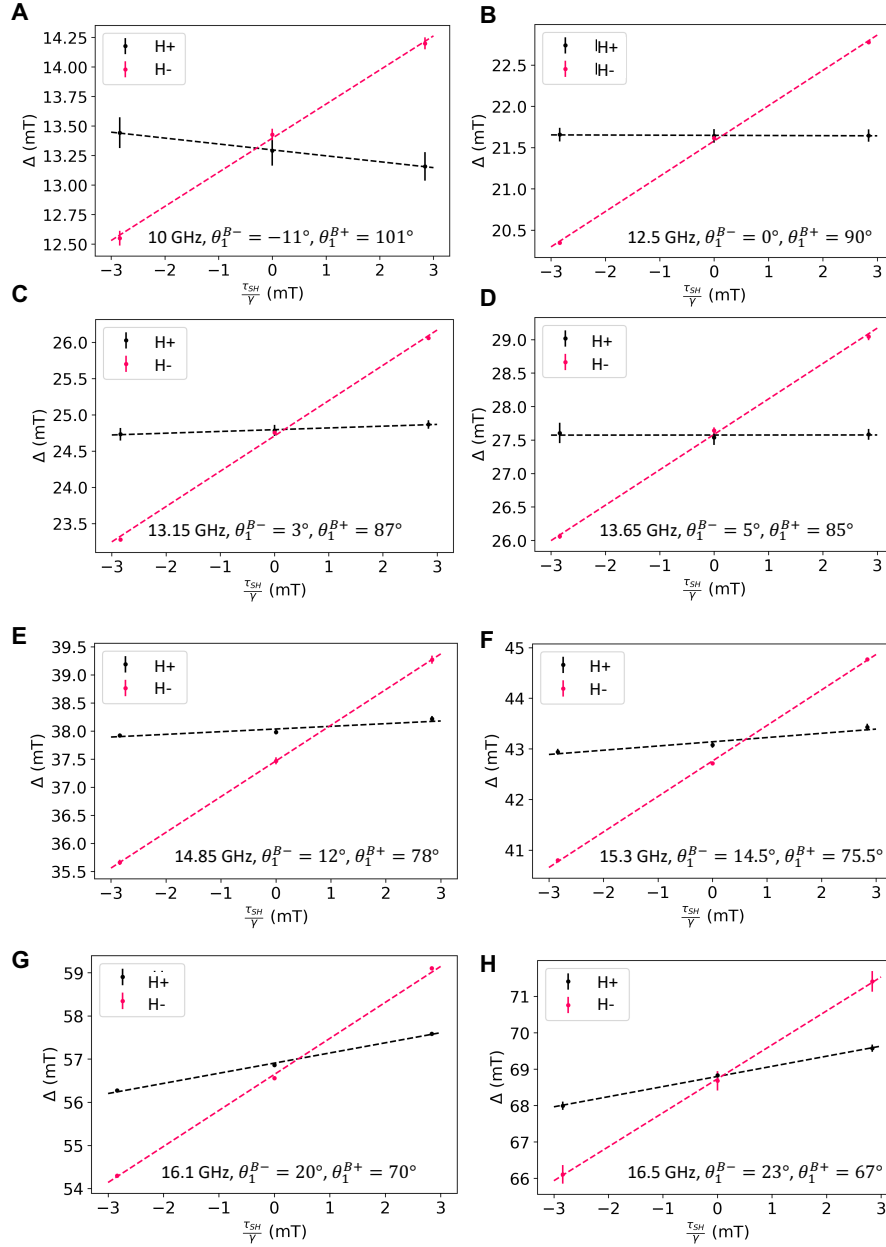 A
H+
H-
14.25
14.00
13.75
13.50
13.25
13.00
12.75
12.50
Δ (mT)
10 GHz, θ₁ᴮ⁻ = −11°, θ₁ᴮ⁺ = 101°
−3 −2 −1 0 1 2 3
τSH/γ (mT)
B
|H+
|H-
22.5
22.0
21.5
21.0
20.5
Δ (mT)
12.5 GHz, θ₁ᴮ⁻ = 0°, θ₁ᴮ⁺ = 90°
−3 −2 −1 0 1 2 3
τSH/γ (mT)
C
H+
H-
26.0
25.5
25.0
24.5
24.0
23.5
Δ (mT)
13.15 GHz, θ₁ᴮ⁻ = 3°, θ₁ᴮ⁺ = 87°
−3 −2 −1 0 1 2 3
τSH/γ (mT)
D
H+
H-
29.0
28.5
28.0
27.5
27.0
26.5
26.0
Δ (mT)
13.65 GHz, θ₁ᴮ⁻ = 5°, θ₁ᴮ⁺ = 85°
−3 −2 −1 0 1 2 3
τSH/γ (mT)
E
H+
H-
39.5
39.0
38.5
38.0
37.5
37.0
36.5
36.0
35.5
Δ (mT)
14.85 GHz, θ₁ᴮ⁻ = 12°, θ₁ᴮ⁺ = 78°
−3 −2 −1 0 1 2 3
τSH/γ (mT)
F
H+
H-
45
44
43
42
41
Δ (mT)
15.3 GHz, θ₁ᴮ⁻ = 14.5°, θ₁ᴮ⁺ = 75.5°
−3 −2 −1 0 1 2 3
τSH/γ (mT)
G
H+
H-
59
58
57
56
55
54
Δ (mT)
16.1 GHz, θ₁ᴮ⁻ = 20°, θ₁ᴮ⁺ = 70°
−3 −2 −1 0 1 2 3
τSH/γ (mT)
H
H+
H-
71
70
69
68
67
66
Δ (mT)
16.5 GHz, θ₁ᴮ⁻ = 23°, θ₁ᴮ⁺ = 67°
−3 −2 −1 0 1 2 3
τSH/γ (mT)